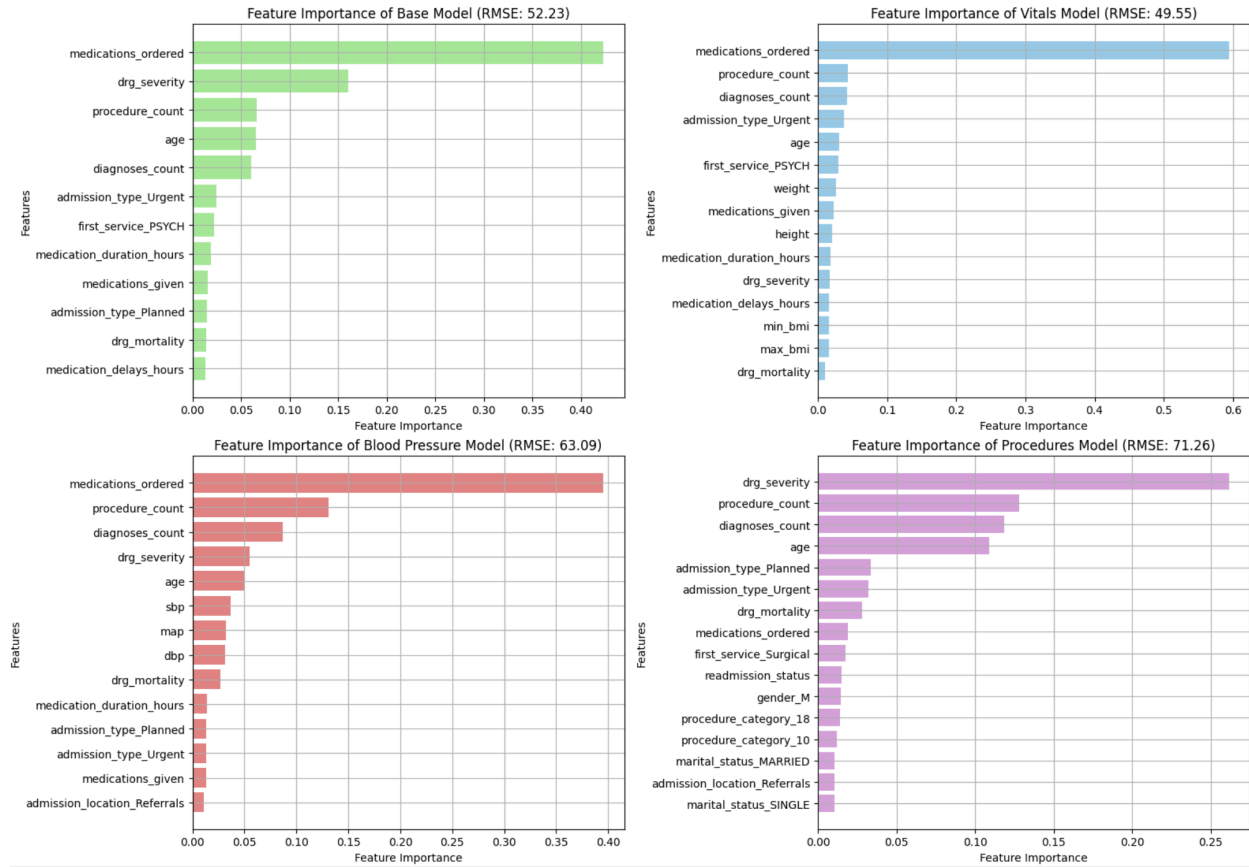 Feature Importance of Base Model (RMSE: 52.23)
Features
medications_ordered
drg_severity
procedure_count
age
diagnoses_count
admission_type_Urgent
first_service_PSYCH
medication_duration_hours
medications_given
admission_type_Planned
drg_mortality
medication_delays_hours
0.00 0.05 0.10 0.15 0.20 0.25 0.30 0.35 0.40
Feature Importance
Feature Importance of Vitals Model (RMSE: 49.55)
Features
medications_ordered
procedure_count
diagnoses_count
admission_type_Urgent
age
first_service_PSYCH
weight
medications_given
height
medication_duration_hours
drg_severity
medication_delays_hours
min_bmi
max_bmi
drg_mortality
0.0 0.1 0.2 0.3 0.4 0.5 0.6
Feature Importance
Feature Importance of Blood Pressure Model (RMSE: 63.09)
Features
medications_ordered
procedure_count
diagnoses_count
drg_severity
age
sbp
map
dbp
drg_mortality
medication_duration_hours
admission_type_Planned
admission_type_Urgent
medications_given
admission_location_Referrals
0.00 0.05 0.10 0.15 0.20 0.25 0.30 0.35 0.40
Feature Importance
Feature Importance of Procedures Model (RMSE: 71.26)
Features
drg_severity
procedure_count
diagnoses_count
age
admission_type_Planned
admission_type_Urgent
drg_mortality
medications_ordered
first_service_Surgical
readmission_status
gender_M
procedure_category_18
procedure_category_10
marital_status_MARRIED
admission_location_Referrals
marital_status_SINGLE
0.00 0.05 0.10 0.15 0.20 0.25
Feature Importance